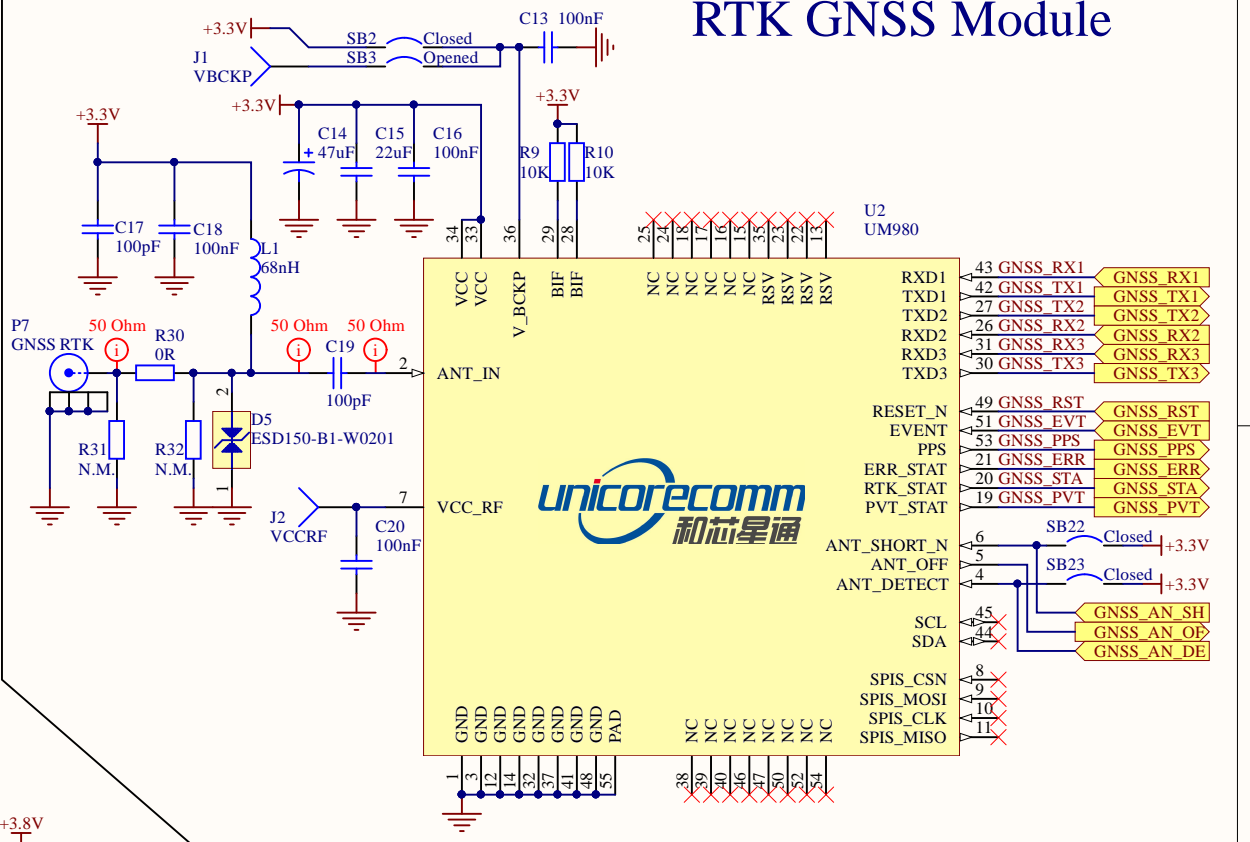 RTK GNSS Module
C13 100nF
+3.3V
SB2 Closed
SB3 Opened
J1
VBCKP
+3.3V
+3.3V
+3.3V
C14
47uF
C15
22uF
C16
100nF
R9
10K
R10
10K
+
C17
100pF
C18
100nF
L1
68nH
34
33
36
29
28
25
24
18
17
16
15
35
23
22
13
U2
UM980
VCC
VCC
V_BCKP
BIF
BIF
NC
NC
NC
NC
NC
NC
RSV
RSV
RSV
RSV
RXD1 43 GNSS_RX1 GNSS_RX1
TXD1 42 GNSS_TX1 GNSS_TX1
TXD2 27 GNSS_TX2 GNSS_TX2
RXD2 26 GNSS_RX2 GNSS_RX2
RXD3 31 GNSS_RX3 GNSS_RX3
TXD3 30 GNSS_TX3 GNSS_TX3
P7
GNSS RTK
50 Ohm
i
R30
0R
50 Ohm
i
50 Ohm
i
C19
100pF
2 ANT_IN
R31
N.M.
R32
N.M.
2
D5
ESD150-B1-W0201
1
RESET_N 49 GNSS_RST GNSS_RST
EVENT 51 GNSS_EVT GNSS_EVT
PPS 53 GNSS_PPS GNSS_PPS
ERR_STAT 21 GNSS_ERR GNSS_ERR
RTK_STAT 20 GNSS_STA GNSS_STA
PVT_STAT 19 GNSS_PVT GNSS_PVT
J2
VCCRF
7 VCC_RF
C20
100nF
unicorecomm
和芯星通
ANT_SHORT_N 6 SB22 Closed +3.3V
ANT_OFF 5
ANT_DETECT 4 SB23 Closed +3.3V
GNSS_AN_SH
GNSS_AN_OF
GNSS_AN_DE
SCL 45
SDA 44
SPIS_CSN 8
SPIS_MOSI 9
SPIS_CLK 10
SPIS_MISO 11
GND
GND
GND
GND
GND
GND
GND
GND
PAD
NC
NC
NC
NC
NC
NC
NC
NC
1
3
12
14
32
37
41
48
55
38
39
40
46
47
50
52
54
+3.8V